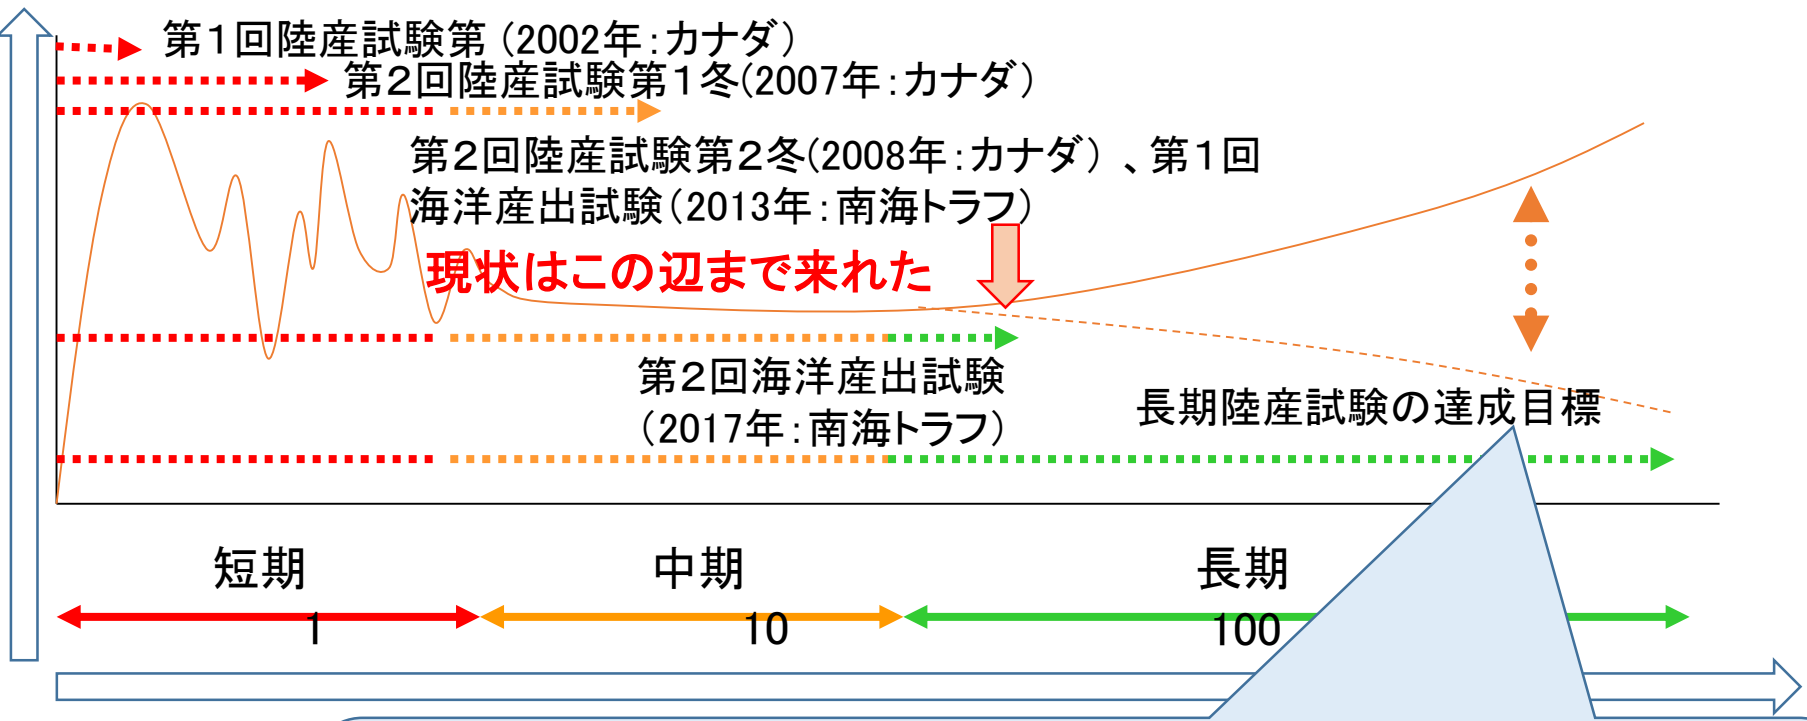 第１回陸産試験第（2002年：カナダ）
第２回陸産試験第１冬(2007年：カナダ）
第２回陸産試験第２冬(2008年：カナダ）、第１回
海洋産出試験（2013年：南海トラフ）
現状はこの辺まで来れた
第２回海洋産出試験
（2017年：南海トラフ）
長期陸産試験の達成目標
短期
中期
長期
1
10
100